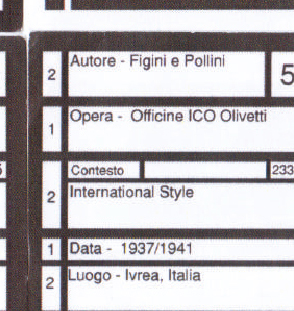 2 Autore - Figini e Pollini 5
1 Opera - Officine ICO Olivetti
Contesto 233
2 International Style
1 Data - 1937/1941
2 Luogo - Ivrea, Italia